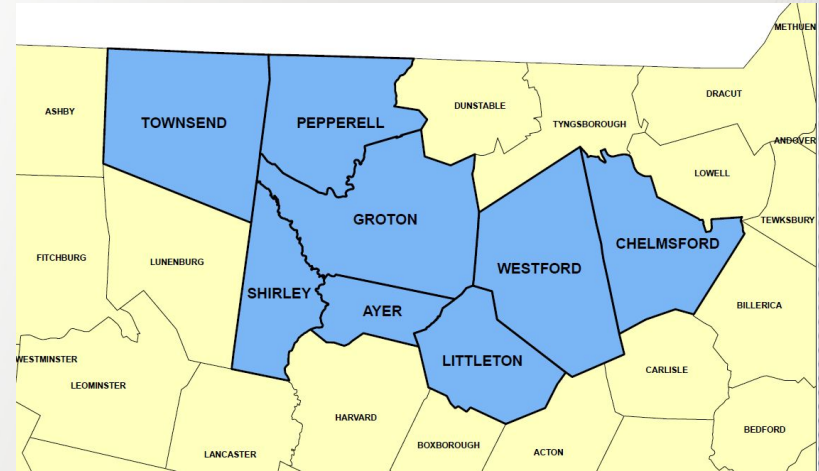 METHUEN
ASHBY
TOWNSEND
PEPPERELL
DUNSTABLE
TYNGSBOROUGH
DRACUT
ANDOVER
LOWELL
TEWKSBURY
GROTON
FITCHBURG
LUNENBURG
WESTFORD
CHELMSFORD
SHIRLEY
AYER
BILLERICA
WESTMINSTER
LEOMINSTER
LITTLETON
CARLISLE
HARVARD
BEDFORD
LANCASTER
BOXBOROUGH
ACTON